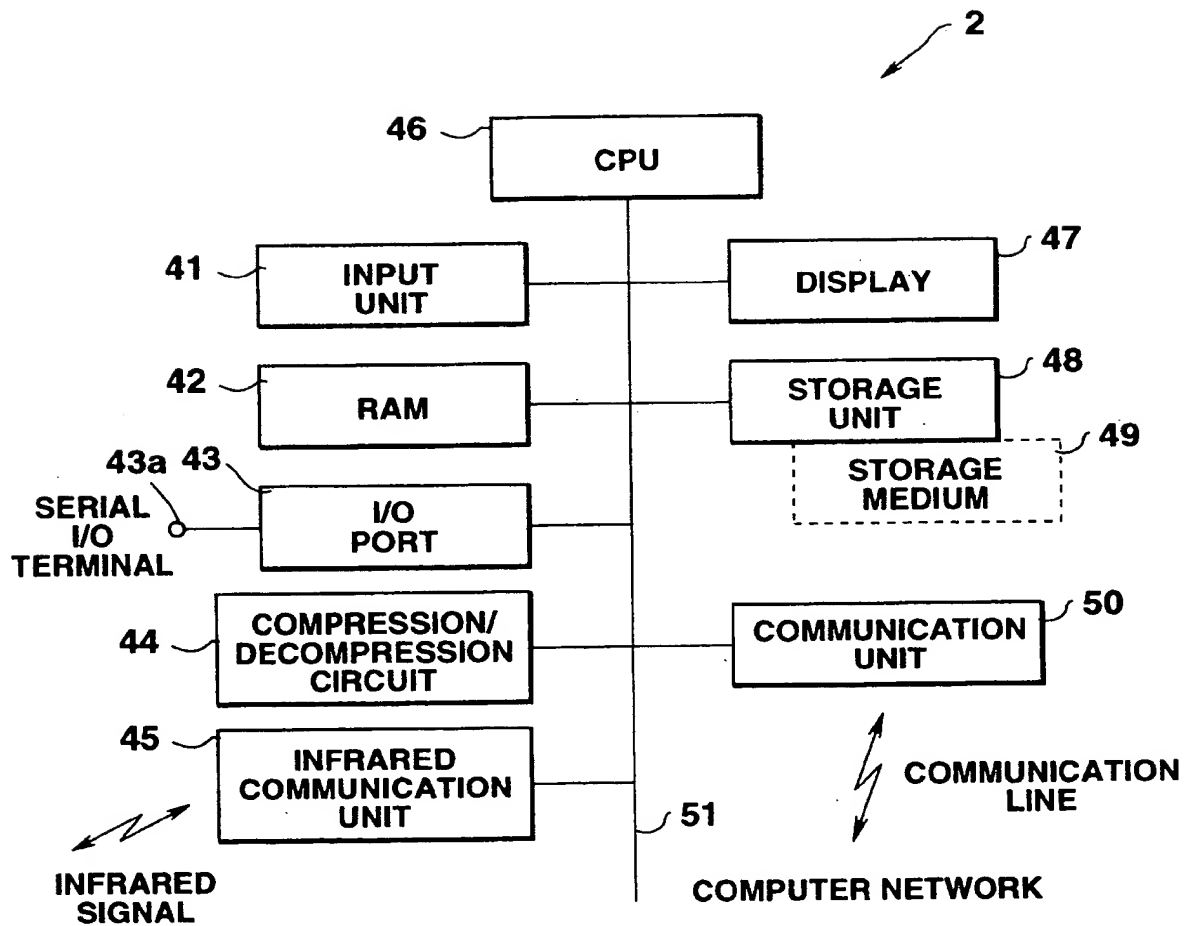 2
46
CPU
41
INPUT
UNIT
47
DISPLAY
42
RAM
48
STORAGE
UNIT
49
STORAGE
MEDIUM
43a
43
SERIAL
I/O
TERMINAL
I/O
PORT
44
COMPRESSION/
DECOMPRESSION
CIRCUIT
50
COMMUNICATION
UNIT
45
INFRARED
COMMUNICATION
UNIT
COMMUNICATION
LINE
51
INFRARED
SIGNAL
COMPUTER NETWORK